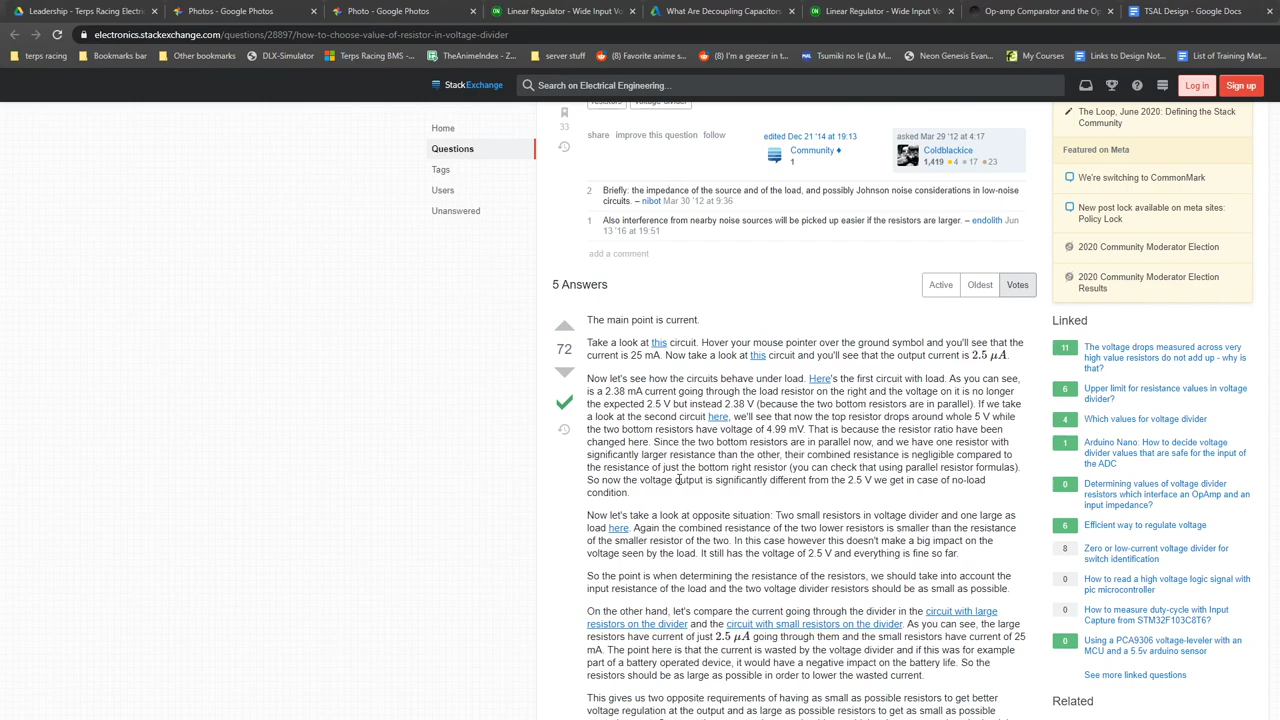 Leadership - Terps Racing Electri
Photos - Google Photos
Photo - Google Photos
Linear Regulator - Wide Input Vo
What Are Decoupling Capacitors
Linear Regulator - Wide Input Vo
Op-amp Comparator and the Op
TSAL Design - Google Docs
electronics.stackexchange.com/questions/28897/how-to-choose-value-of-resistor-in-voltage-divider
terps racing
Bookmarks bar
Other bookmarks
DLX-Simulator
Terps Racing BMS -...
TheAnimeIndex - Z...
server stuff
(8) Favorite anime s...
(8) I'm a geezer in t...
Tsumiki no Ie (La M...
Neon Genesis Evan...
My Courses
Links to Design Not...
List of Training Mat...
StackExchange
Search on Electrical Engineering...
Log in
Sign up
Home
Questions
Tags
Users
Unanswered
resistors voltage-divider
33
share improve this question follow
edited Dec 21 '14 at 19:13
Community ♦
1
asked Mar 29 '12 at 4:17
Coldblackice
1,419 ● 4 ● 17 ● 23
2 Briefly: the impedance of the source and of the load, and possibly Johnson noise considerations in low-noise
circuits. – nibot Mar 30 '12 at 9:36
1 Also interference from nearby noise sources will be picked up easier if the resistors are larger. – endolith Jun
13 '16 at 19:51
add a comment
5 Answers
Active
Oldest
Votes
72
The main point is current.
Take a look at this circuit. Hover your mouse pointer over the ground symbol and you'll see that the
current is 25 mA. Now take a look at this circuit and you'll see that the output current is 2.5 μA.
Now let's see how the circuits behave under load. Here's the first circuit with load. As you can see,
is a 2.38 mA current going through the load resistor on the right and the voltage on it is no longer
the expected 2.5 V but instead 2.38 V (because the two bottom resistors are in parallel). If we take
a look at the second circuit here, we'll see that now the top resistor drops around whole 5 V while
the two bottom resistors have voltage of 4.99 mV. That is because the resistor ratio have been
changed here. Since the two bottom resistors are in parallel now, and we have one resistor with
significantly larger resistance than the other, their combined resistance is negligible compared to
the resistance of just the bottom right resistor (you can check that using parallel resistor formulas).
So now the voltage output is significantly different from the 2.5 V we get in case of no-load
condition.
Now let's take a look at opposite situation: Two small resistors in voltage divider and one large as
load here. Again the combined resistance of the two lower resistors is smaller than the resistance
of the smaller resistor of the two. In this case however this doesn't make a big impact on the
voltage seen by the load. It still has the voltage of 2.5 V and everything is fine so far.
So the point is when determining the resistance of the resistors, we should take into account the
input resistance of the load and the two voltage divider resistors should be as small as possible.
On the other hand, let's compare the current going through the divider in the circuit with large
resistors on the divider and the circuit with small resistors on the divider. As you can see, the large
resistors have current of just 2.5 μA going through them and the small resistors have current of 25
mA. The point here is that the current is wasted by the voltage divider and if this was for example
part of a battery operated device, it would have a negative impact on the battery life. So the
resistors should be as large as possible in order to lower the wasted current.
This gives us two opposite requirements of having as small as possible resistors to get better
voltage regulation at the output and as large as possible resistors to get as small as possible
The Loop, June 2020: Defining the Stack
Community
Featured on Meta
We're switching to CommonMark
New post lock available on meta sites:
Policy Lock
2020 Community Moderator Election
2020 Community Moderator Election
Results
Linked
11 The voltage drops measured across very
high value resistors do not add up - why is
that?
6 Upper limit for resistance values in voltage
divider?
4 Which values for voltage divider
1 Arduino Nano: How to decide voltage
divider values that are safe for the input of
the ADC
0 Determining values of voltage divider
resistors which interface an OpAmp and an
input impedance?
6 Efficient way to regulate voltage
8 Zero or low-current voltage divider for
switch identification
0 How to read a high voltage logic signal with
pic microcontroller
0 How to measure duty-cycle with Input
Capture from STM32F103C8T6?
0 Using a PCA9306 voltage-leveler with an
MCU and a 5.5v arduino sensor
See more linked questions
Related